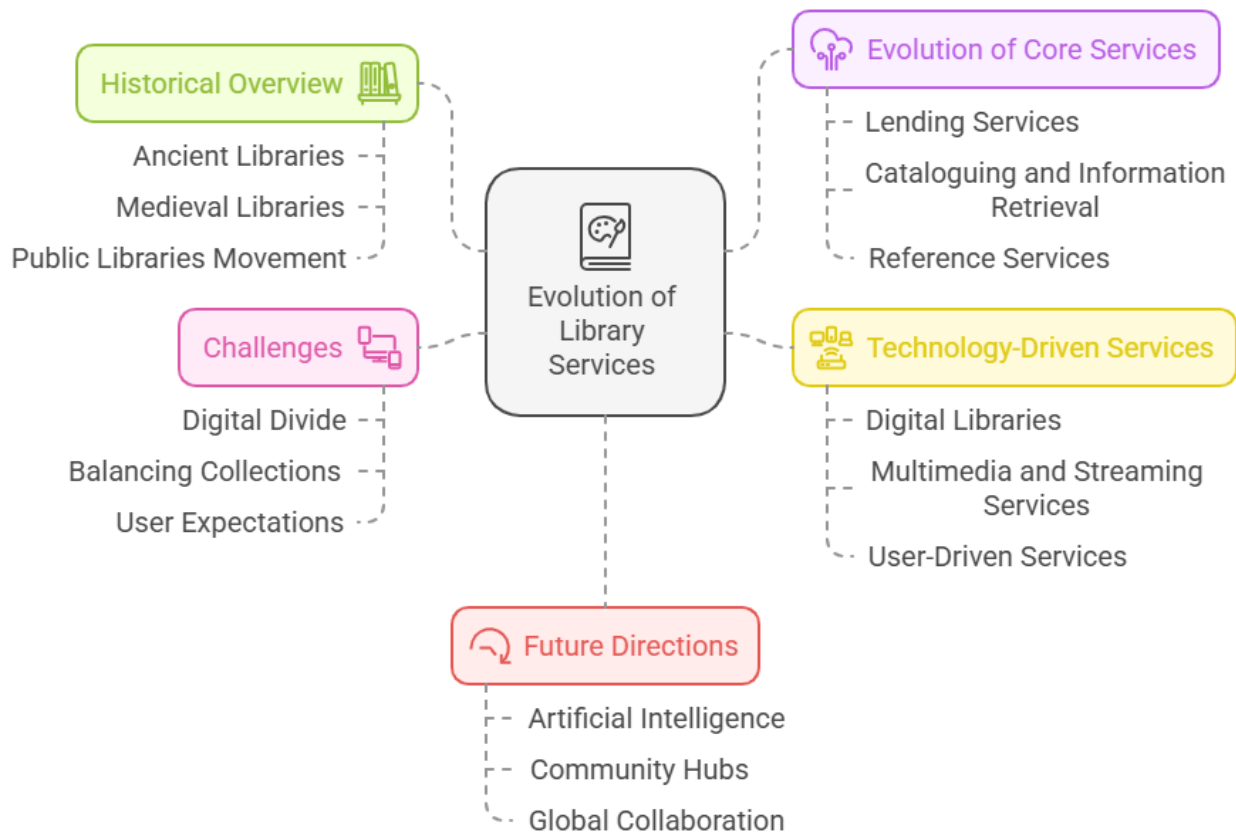 Evolution of
Library
Services
Historical Overview
Ancient Libraries
Medieval Libraries
Public Libraries Movement
Challenges
Digital Divide
Balancing Collections
User Expectations
Evolution of Core Services
Lending Services
Cataloguing and Information
Retrieval
Reference Services
Technology-Driven Services
Digital Libraries
Multimedia and Streaming
Services
User-Driven Services
Future Directions
Artificial Intelligence
Community Hubs
Global Collaboration